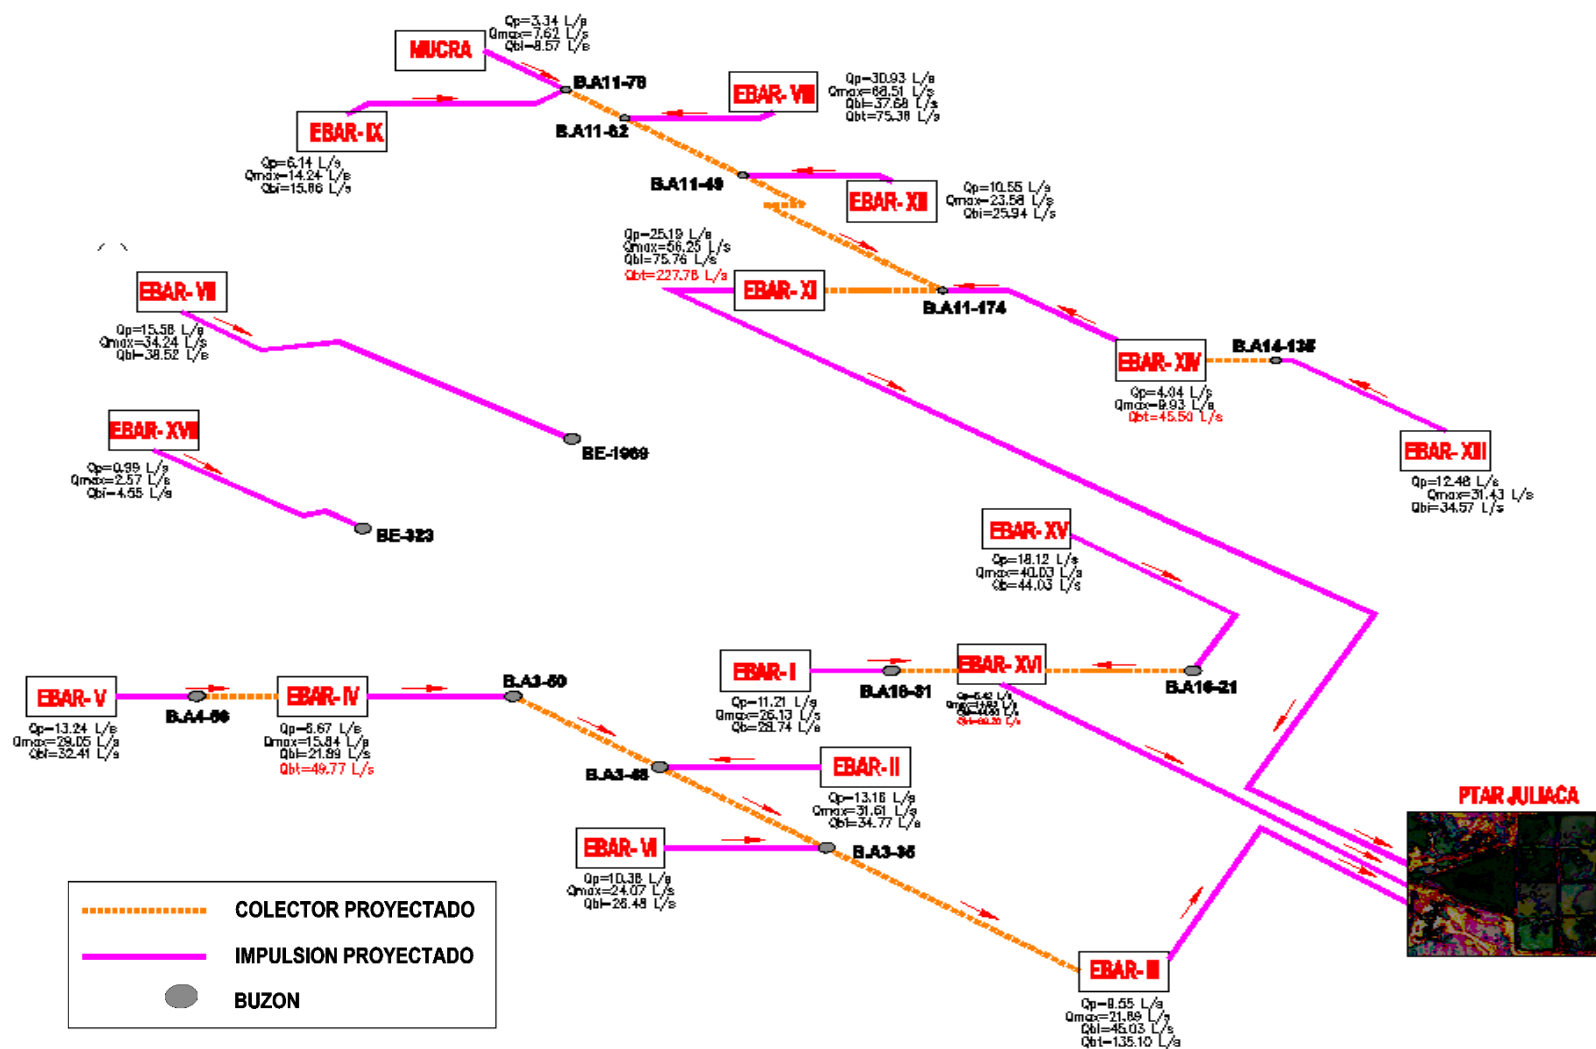 Qp=3.34 L/s
Qmax=7.62 L/s
Qbi=8.57 L/s
MUCRA
B.A11-78
EBAR- VIII
Qp=30.93 L/s
Qmax=68.51 L/s
Qbi=37.68 L/s
Qbt=75.38 L/s
EBAR- IX
B.A11-62
Qp=6.14 L/s
Qmax=14.24 L/s
Qbi=15.86 L/s
B.A11-49
EBAR- XII
Qp=10.55 L/s
Qmax=23.58 L/s
Qbi=25.94 L/s
Qp=25.19 L/s
Qmax=56.25 L/s
Qbi=75.76 L/s
Qbt=227.78 L/s
EBAR- XI
B.A11-174
EBAR- VII
Qp=15.58 L/s
Qmax=34.24 L/s
Qbi=38.52 L/s
EBAR- XIV
B.A14-135
Qp=4.04 L/s
Qmax=9.93 L/s
Qbt=45.50 L/s
EBAR- XVII
BE-1969
EBAR- XIII
Qp=0.99 L/s
Qmax=2.57 L/s
Qbi=4.55 L/s
Qp=12.48 L/s
Qmax=31.43 L/s
Qbi=34.57 L/s
BE-323
EBAR- XV
Qp=18.12 L/s
Qmax=40.03 L/s
Qb=44.03 L/s
EBAR- V
B.A4-56
EBAR- IV
B.A3-50
EBAR- I
B.A16-31
EBAR- XVI
B.A16-21
Qp=13.24 L/s
Qmax=29.05 L/s
Qbi=32.41 L/s
Qp=6.67 L/s
Qmax=15.84 L/s
Qbi=21.89 L/s
Qbt=49.77 L/s
Qp=11.21 L/s
Qmax=26.13 L/s
Qb=28.74 L/s
B.A3-46
EBAR- II
Qp=13.16 L/s
Qmax=31.61 L/s
Qbi=34.77 L/s
PTAR JULIACA
EBAR- VI
B.A3-35
Qp=10.38 L/s
Qmax=24.07 L/s
Qbi=26.48 L/s
COLECTOR PROYECTADO
IMPULSION PROYECTADO
BUZON
EBAR- III
Qp=9.55 L/s
Qmax=21.89 L/s
Qbi=45.03 L/s
Qbt=135.10 L/s